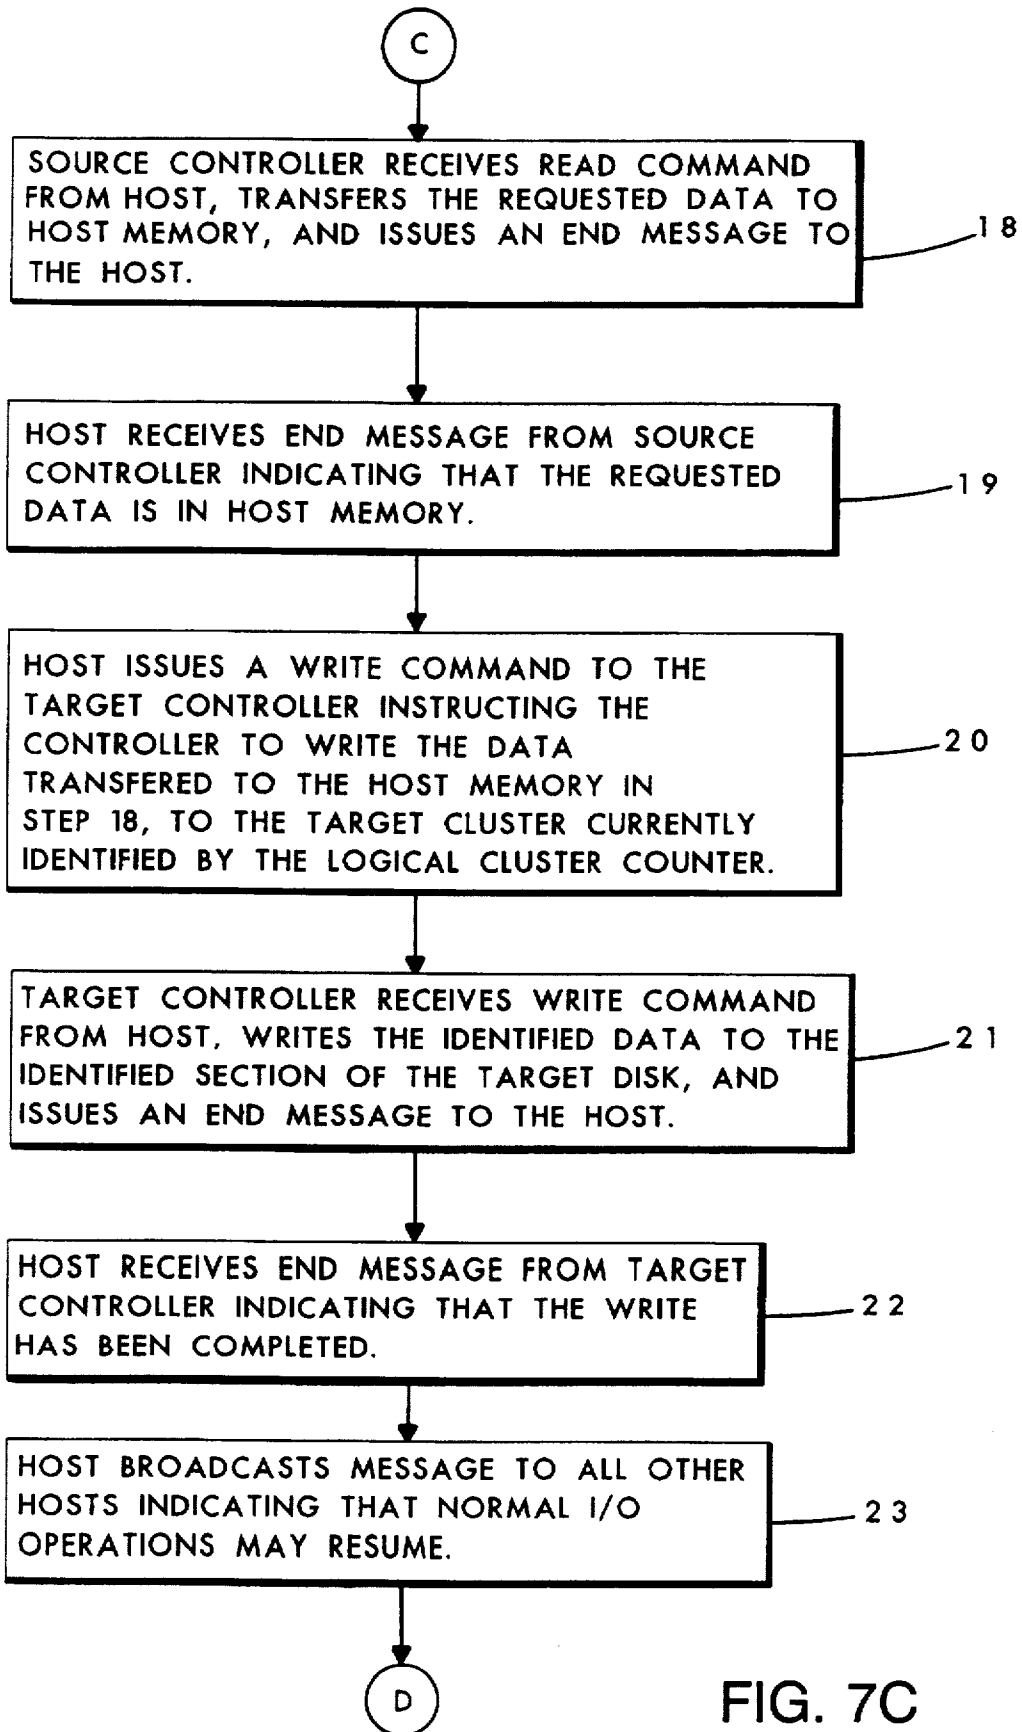 C
SOURCE CONTROLLER RECEIVES READ COMMAND
FROM HOST, TRANSFERS THE REQUESTED DATA TO
HOST MEMORY, AND ISSUES AN END MESSAGE TO
THE HOST.
18
HOST RECEIVES END MESSAGE FROM SOURCE
CONTROLLER INDICATING THAT THE REQUESTED
DATA IS IN HOST MEMORY.
19
HOST ISSUES A WRITE COMMAND TO THE
TARGET CONTROLLER INSTRUCTING THE
CONTROLLER TO WRITE THE DATA
TRANSFERED TO THE HOST MEMORY IN
STEP 18, TO THE TARGET CLUSTER CURRENTLY
IDENTIFIED BY THE LOGICAL CLUSTER COUNTER.
20
TARGET CONTROLLER RECEIVES WRITE COMMAND
FROM HOST, WRITES THE IDENTIFIED DATA TO THE
IDENTIFIED SECTION OF THE TARGET DISK, AND
ISSUES AN END MESSAGE TO THE HOST.
21
HOST RECEIVES END MESSAGE FROM TARGET
CONTROLLER INDICATING THAT THE WRITE
HAS BEEN COMPLETED.
22
HOST BROADCASTS MESSAGE TO ALL OTHER
HOSTS INDICATING THAT NORMAL I/O
OPERATIONS MAY RESUME.
23
D
FIG. 7C